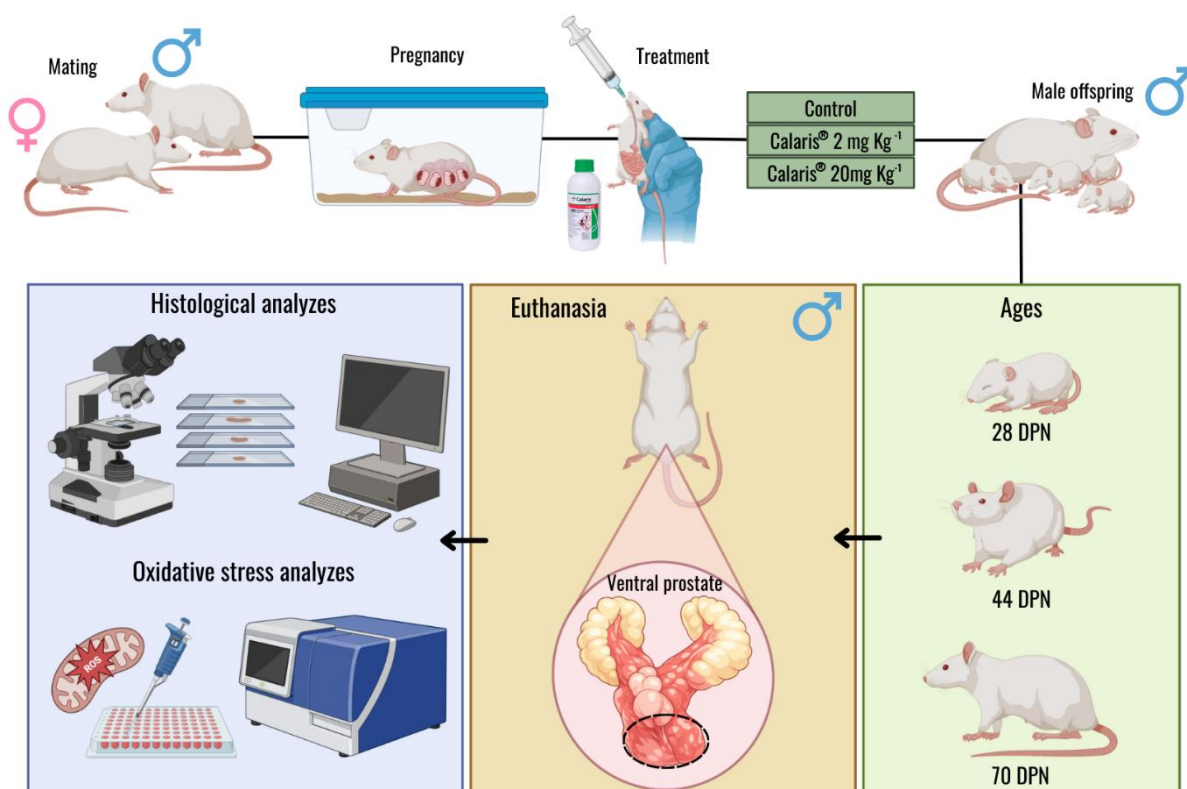 Mating
Pregnancy
Treatment
Control
Calaris® 2 mg Kg⁻¹
Calaris® 20mg Kg⁻¹
Male offspring
Histological analyzes
Euthanasia
Ages
28 DPN
44 DPN
70 DPN
Ventral prostate
Oxidative stress analyzes
ROS
Calaris